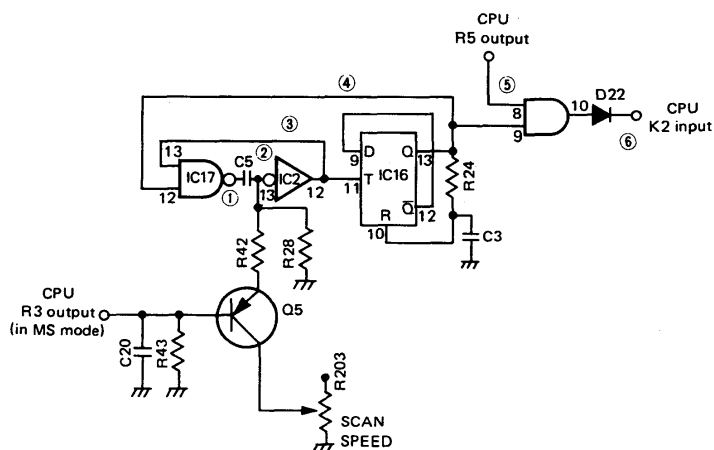 CPU
R5 output
④
⑤
D22
8
10
9
CPU
K2 input
⑥
③
13
②
C5
IC17
①
12
IC2
13
12
11
9
D
Q
13
T
IC16
Q̅
12
R
10
R24
C3
R42
R28
CPU
R3 output
(in MS mode)
Q5
C20
R43
R203
SCAN
SPEED